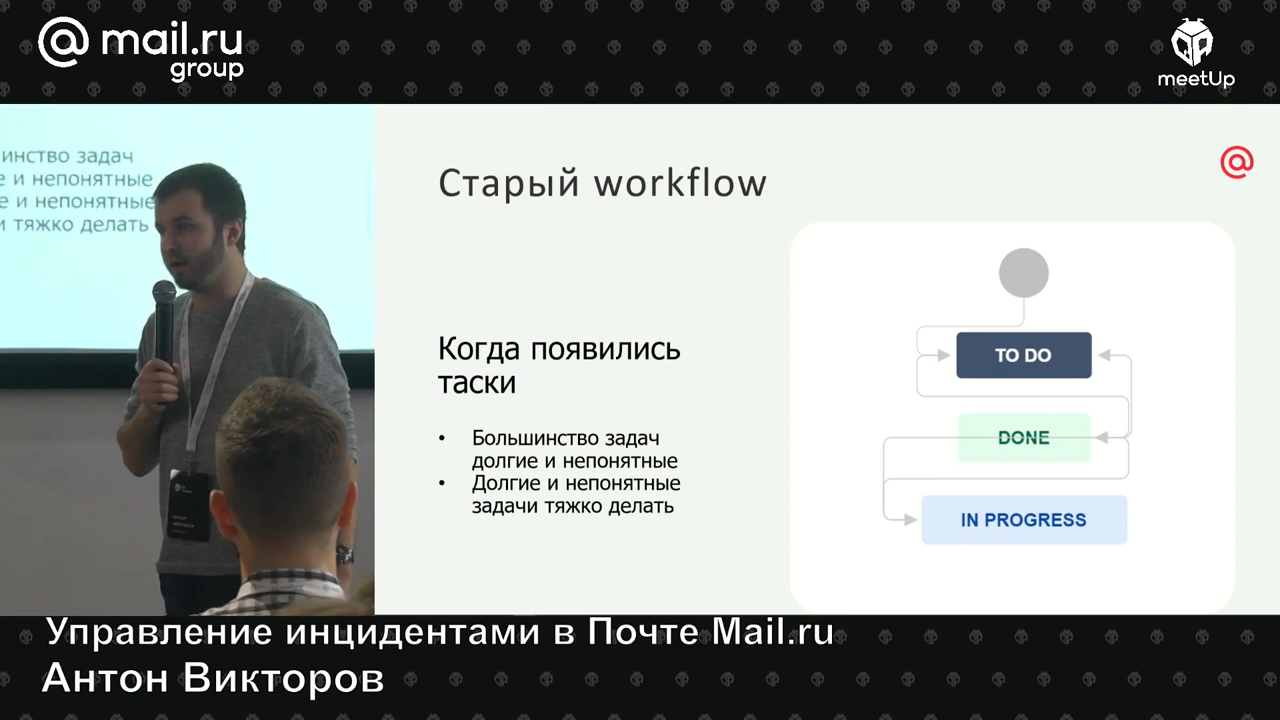 @mail.ru
group
QA
meetUp
инство задач
е и непонятные
е и непонятные
и тяжко делать
Старый workflow
@
Когда появились
таски
• Большинство задач
долгие и непонятные
• Долгие и непонятные
задачи тяжко делать
TO DO
DONE
IN PROGRESS
Управление инцидентами в Почте Mail.ru
Антон Викторов